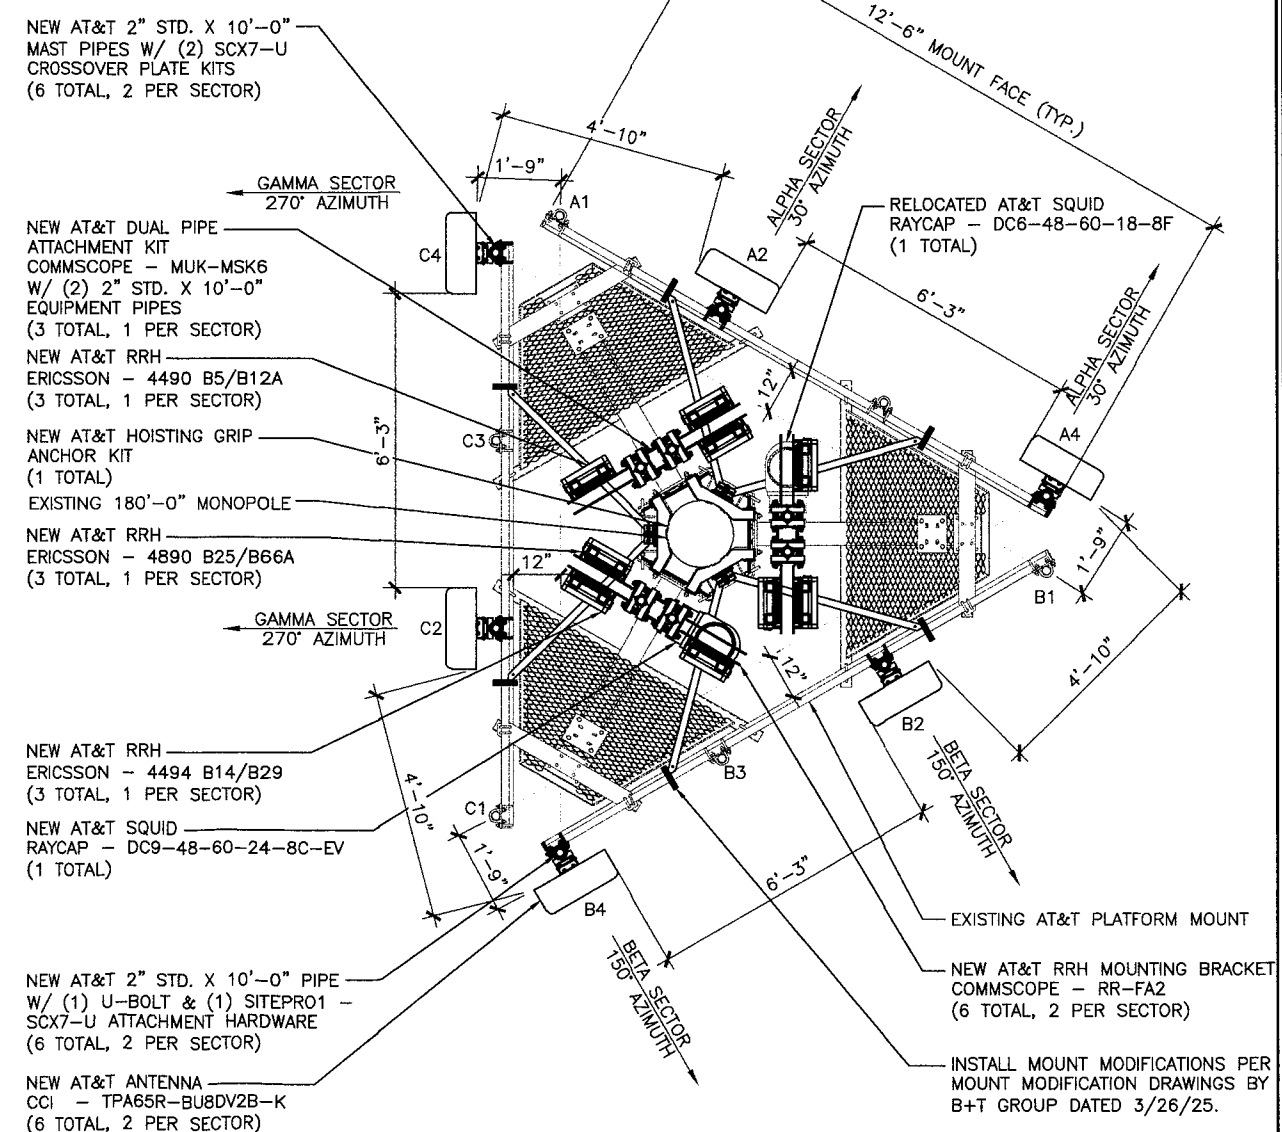 NEW AT&T 2" STD. X 10'-0"
MAST PIPES W/ (2) SCX7-U
CROSSOVER PLATE KITS
(6 TOTAL, 2 PER SECTOR)
12'-6" MOUNT FACE (TYP.)
4'-10"
1'-9"
GAMMA SECTOR
270° AZIMUTH
A1
ALPHA SECTOR
30° AZIMUTH
RELOCATED AT&T SQUID
RAYCAP - DC6-48-60-18-8F
(1 TOTAL)
NEW AT&T DUAL PIPE
ATTACHMENT KIT
COMMSCOPE - MUK-MSK6
W/ (2) 2" STD. X 10'-0"
EQUIPMENT PIPES
(3 TOTAL, 1 PER SECTOR)
C4
A2
6'-3"
ALPHA SECTOR
30° AZIMUTH
NEW AT&T RRH
ERICSSON - 4490 B5/B12A
(3 TOTAL, 1 PER SECTOR)
12"
NEW AT&T HOISTING GRIP
ANCHOR KIT
(1 TOTAL)
6'-3"
C3
A4
EXISTING 180'-0" MONOPOLE
NEW AT&T RRH
ERICSSON - 4890 B25/B66A
(3 TOTAL, 1 PER SECTOR)
12"
1'-9"
B1
GAMMA SECTOR
270° AZIMUTH
C2
12"
4'-10"
B2
NEW AT&T RRH
ERICSSON - 4494 B14/B29
(3 TOTAL, 1 PER SECTOR)
4'-10"
B3
BETA SECTOR
150° AZIMUTH
C1
NEW AT&T SQUID
RAYCAP - DC9-48-60-24-8C-EV
(1 TOTAL)
1'-9"
6'-3"
B4
EXISTING AT&T PLATFORM MOUNT
BETA SECTOR
150° AZIMUTH
NEW AT&T 2" STD. X 10'-0" PIPE
W/ (1) U-BOLT & (1) SITEPRO1 -
SCX7-U ATTACHMENT HARDWARE
(6 TOTAL, 2 PER SECTOR)
NEW AT&T RRH MOUNTING BRACKET
COMMSCOPE - RR-FA2
(6 TOTAL, 2 PER SECTOR)
NEW AT&T ANTENNA
CCI - TPA65R-BU8DV2B-K
(6 TOTAL, 2 PER SECTOR)
INSTALL MOUNT MODIFICATIONS PER
MOUNT MODIFICATION DRAWINGS BY
B+T GROUP DATED 3/26/25.